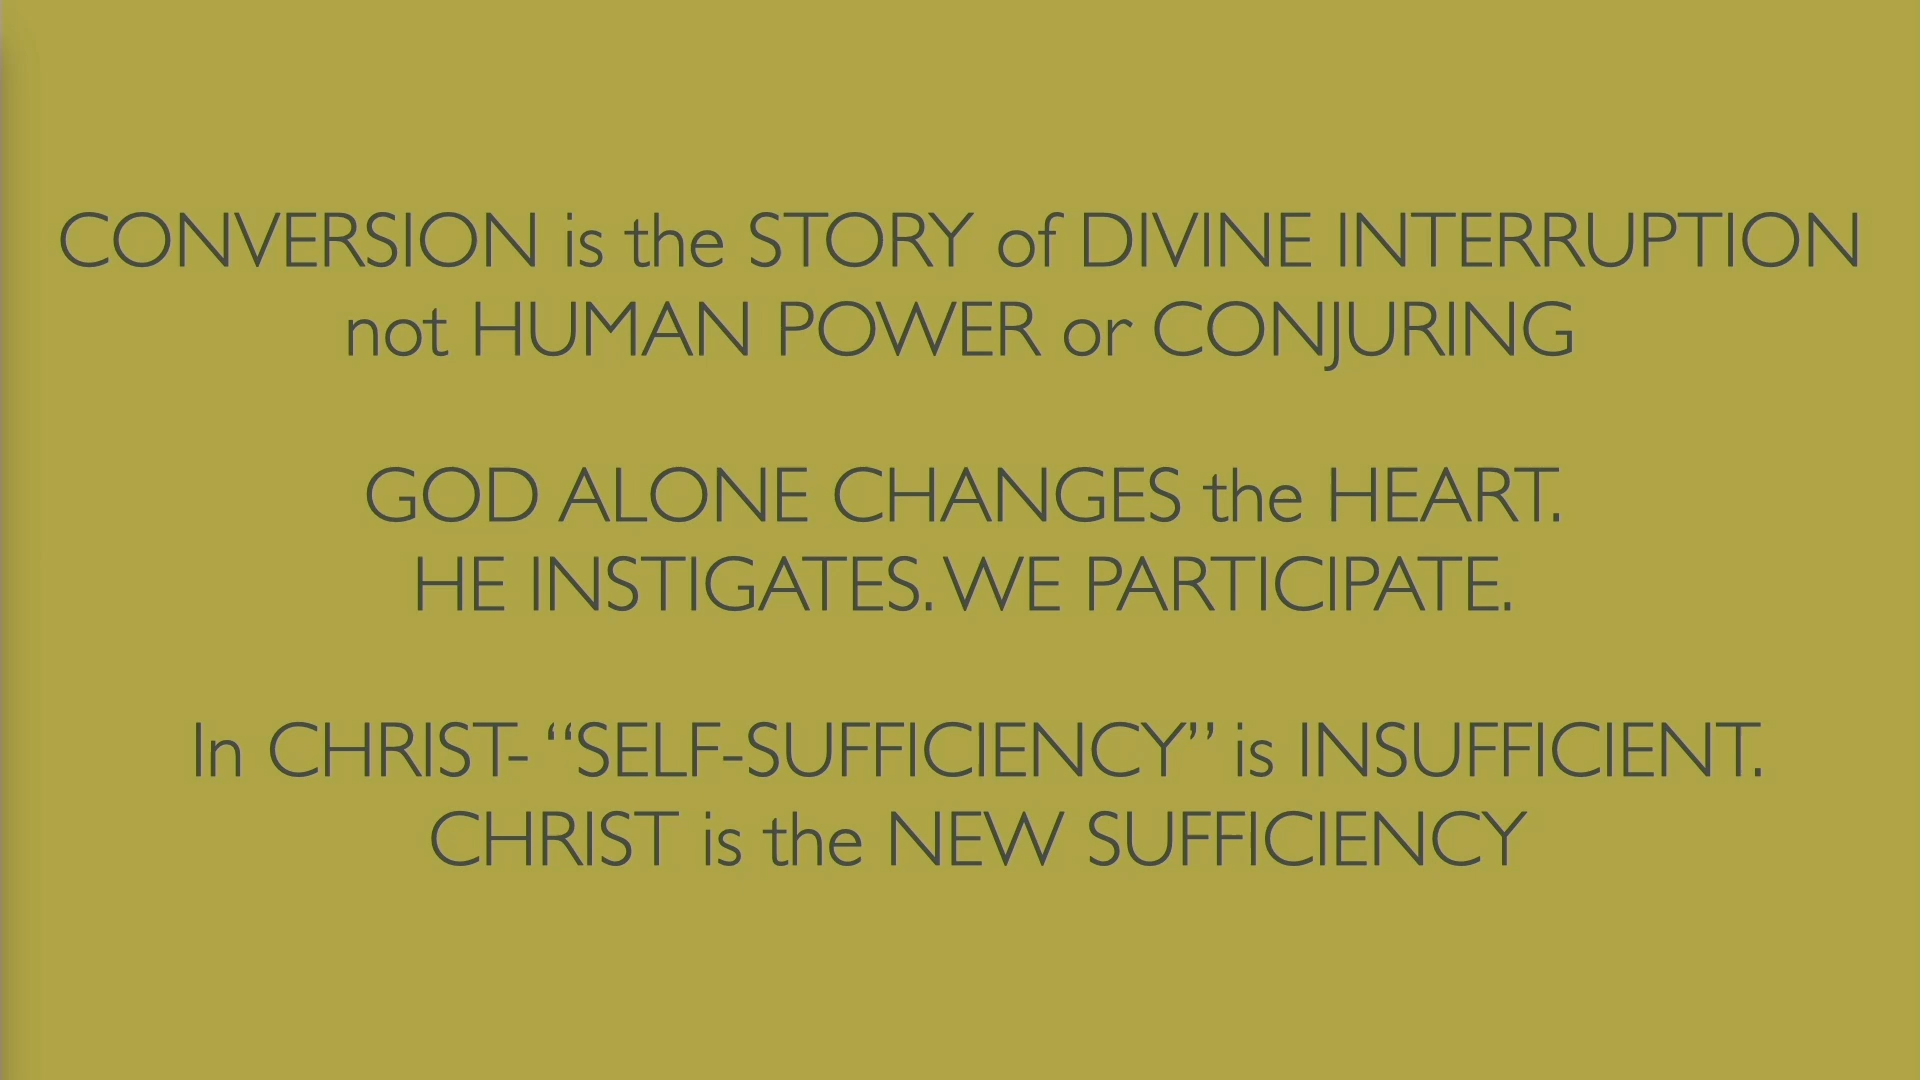 CONVERSION is the STORY of DIVINE INTERRUPTION
not HUMAN POWER or CONJURING
GOD ALONE CHANGES the HEART.
HE INSTIGATES. WE PARTICIPATE.
In CHRIST- “SELF-SUFFICIENCY” is INSUFFICIENT.
CHRIST is the NEW SUFFICIENCY